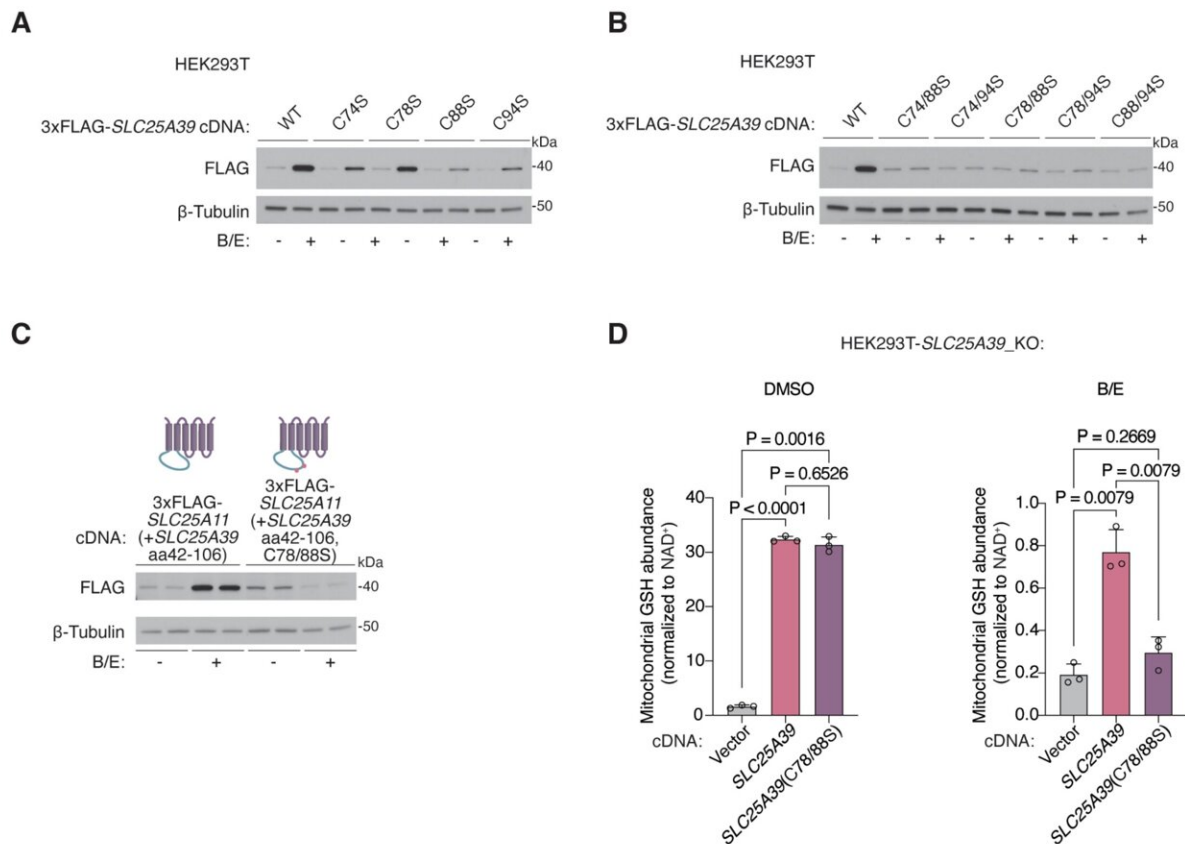 A
HEK293T
3xFLAG-SLC25A39 cDNA:
WT
C74S
C78S
C88S
C94S
kDa
FLAG
-40
β-Tubulin
-50
B/E:
- + - + - + - + - +
B
HEK293T
3xFLAG-SLC25A39 cDNA:
WT
C74/88S
C74/94S
C78/88S
C78/94S
C88/94S
kDa
FLAG
-40
β-Tubulin
-50
B/E:
- + - + - + - + - + - +
C
cDNA:
3xFLAG-
SLC25A11
(+SLC25A39
aa42-106)
3xFLAG-
SLC25A11
(+SLC25A39
aa42-106,
C78/88S)
kDa
FLAG
-40
β-Tubulin
-50
B/E:
- + - +
D
HEK293T-SLC25A39_KO:
DMSO
P = 0.0016
P = 0.6526
P < 0.0001
Mitochondrial GSH abundance
(normalized to NAD⁺)
40
30
20
10
0
cDNA:
Vector
SLC25A39
SLC25A39(C78/88S)
B/E
P = 0.2669
P = 0.0079
P = 0.0079
Mitochondrial GSH abundance
(normalized to NAD⁺)
1.0
0.8
0.6
0.4
0.2
0.0
cDNA:
Vector
SLC25A39
SLC25A39(C78/88S)